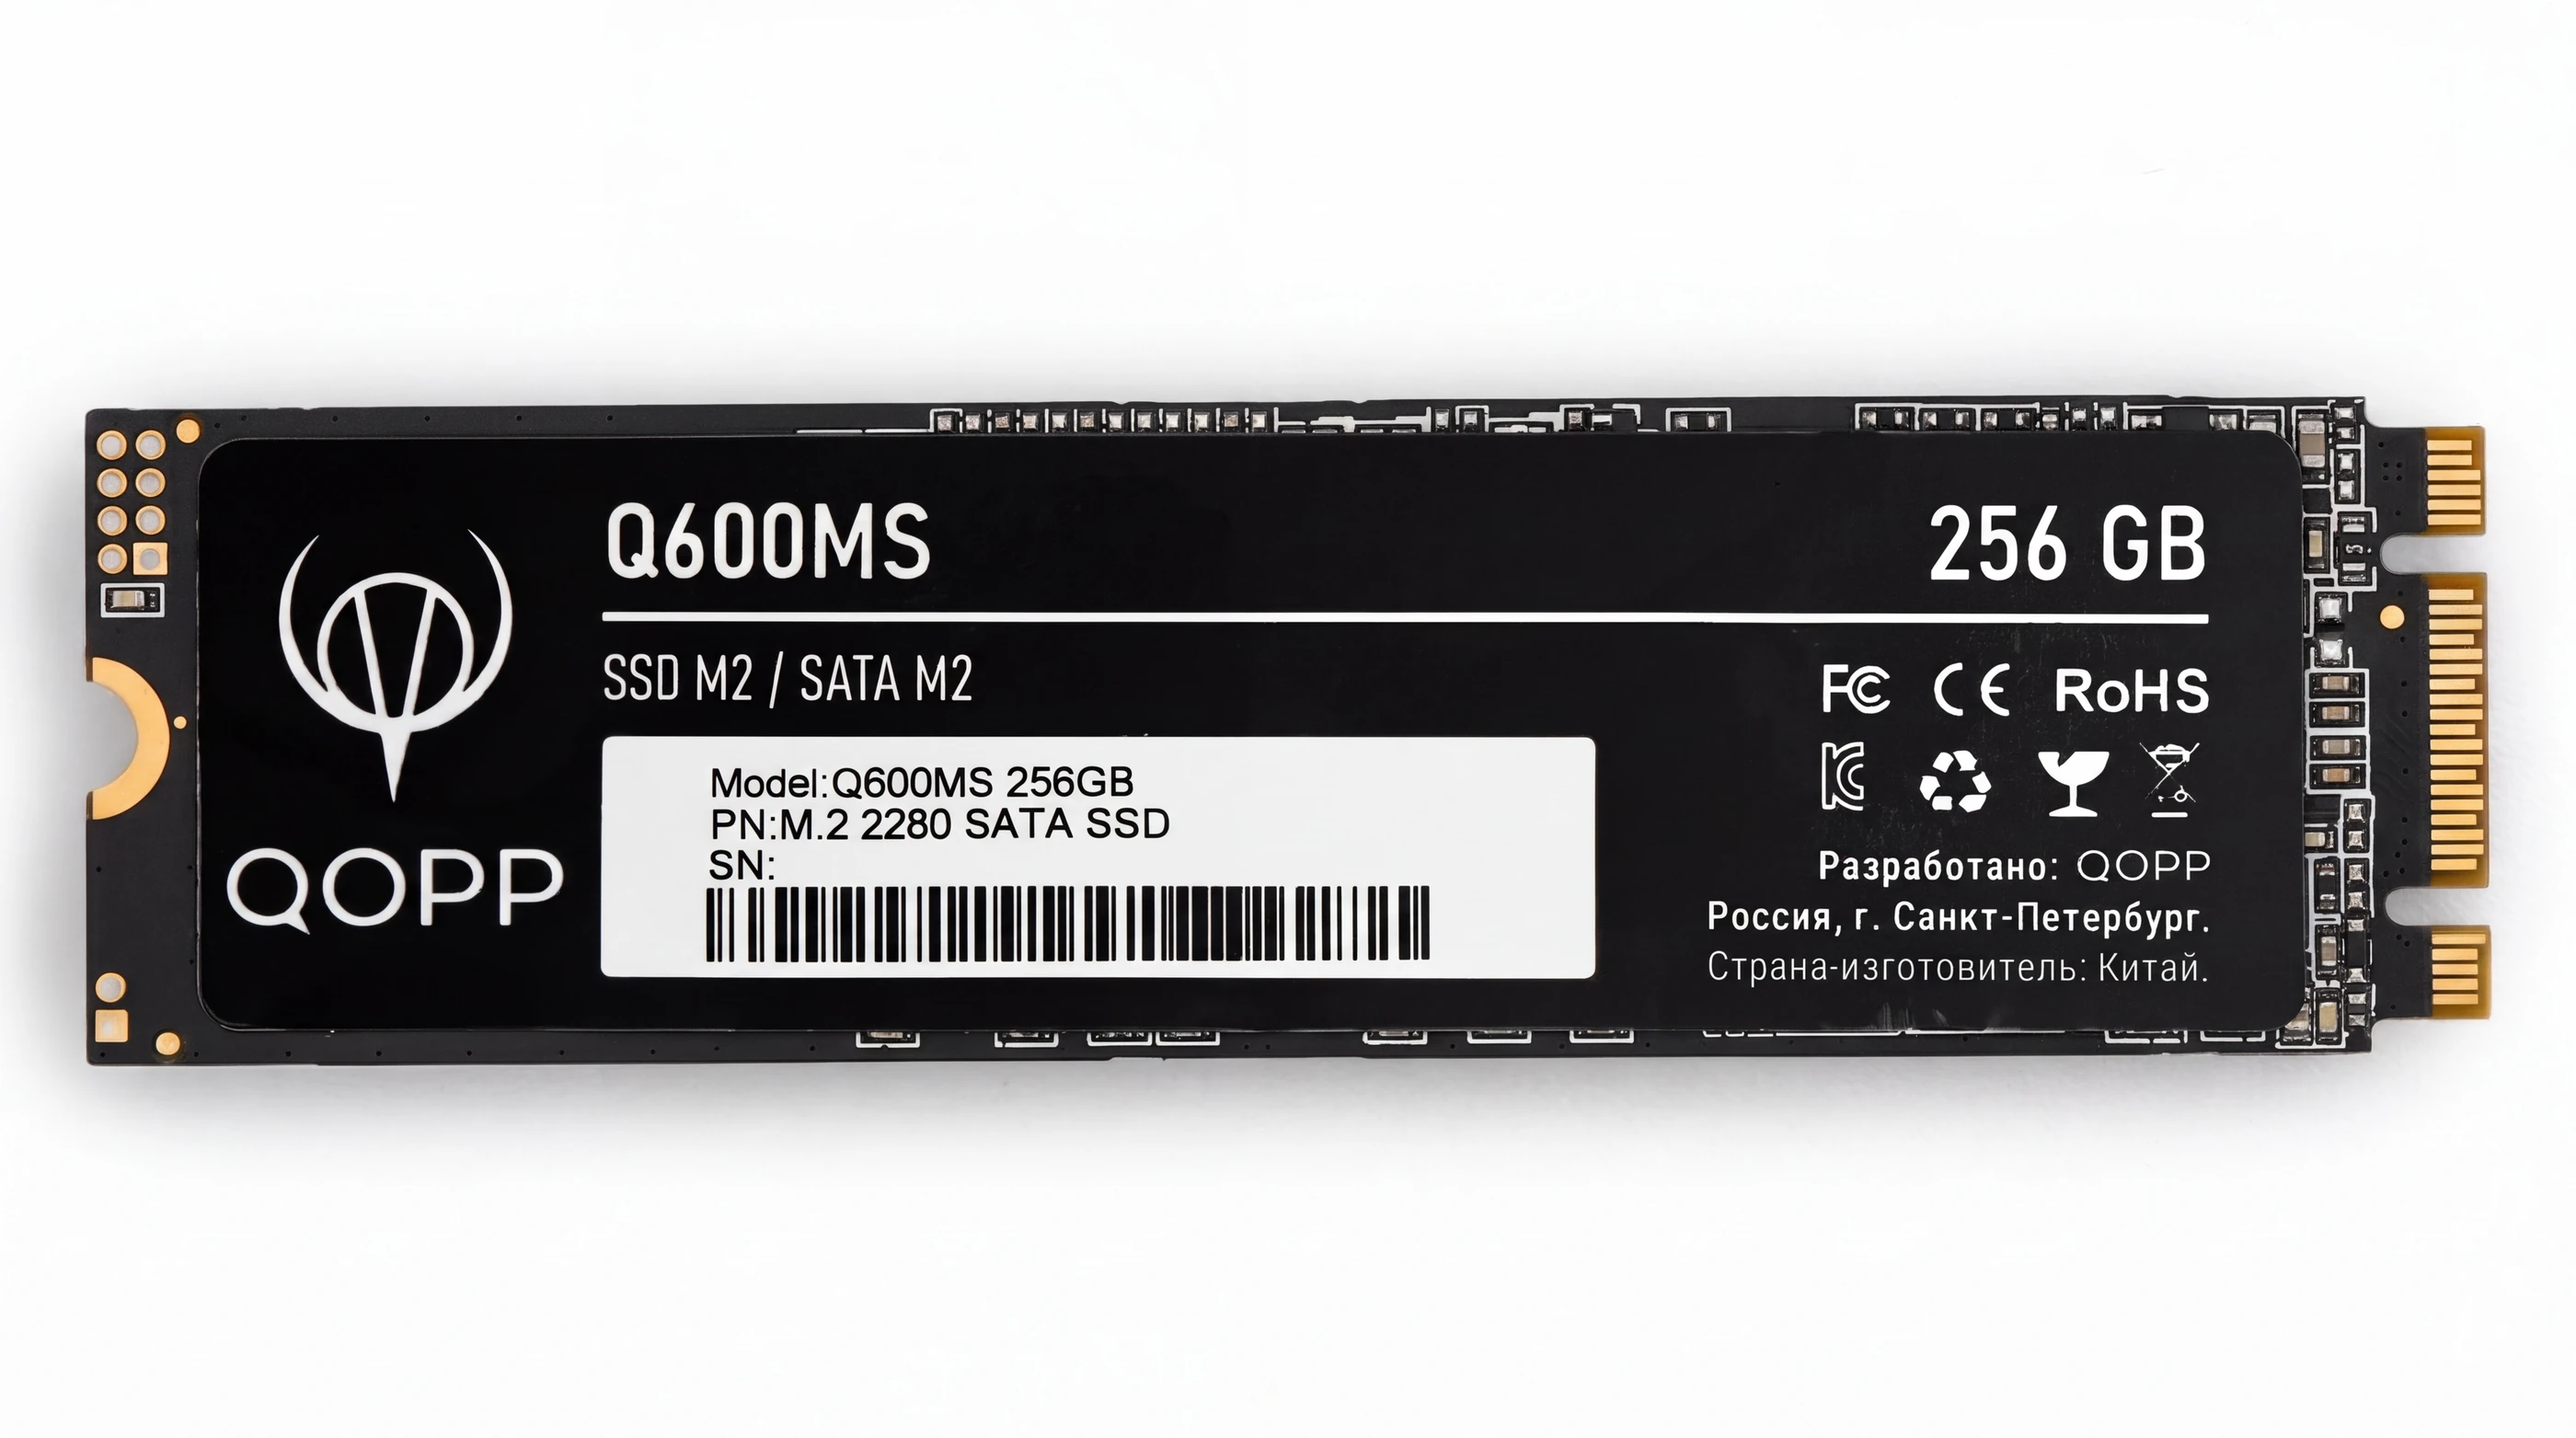 Q600MS
256 GB
SSD M2 / SATA M2
QOPP
Model:Q600MS 256GB
PN:M.2 2280 SATA SSD
SN:
FC CE RoHS
Разработано: QOPP
Россия, г. Санкт-Петербург.
Страна-изготовитель: Китай.